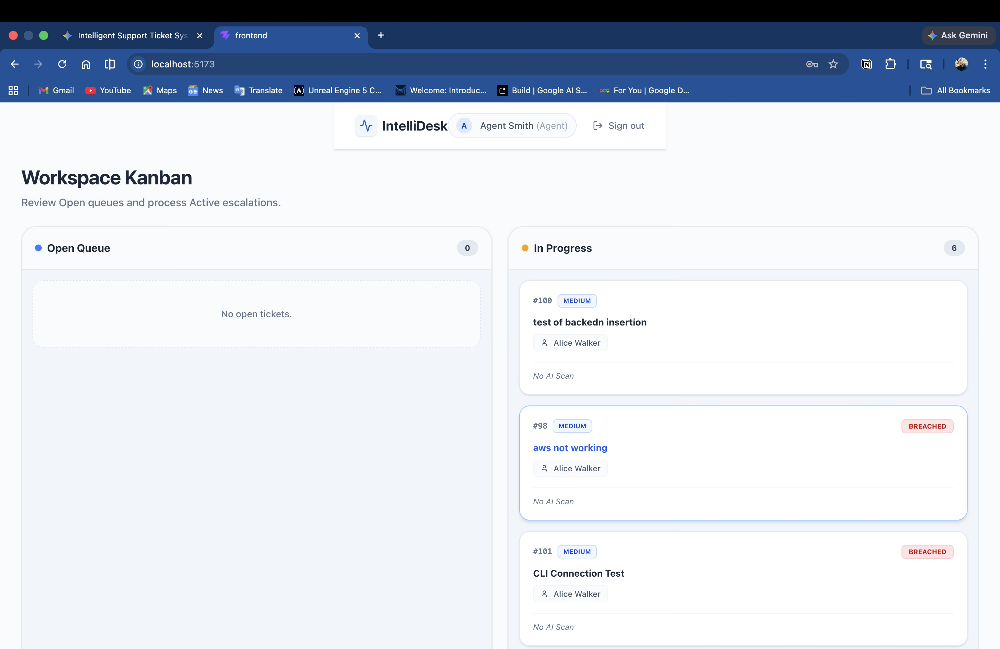 Intelligent Support Ticket Sys
frontend
Ask Gemini
localhost:5173
Gmail
YouTube
Maps
News
Translate
Unreal Engine 5 C...
Welcome: Introduc...
Build | Google AI S...
For You | Google D...
All Bookmarks
IntelliDesk
A
Agent Smith (Agent)
Sign out
Workspace Kanban
Review Open queues and process Active escalations.
Open Queue
0
No open tickets.
In Progress
6
#100 MEDIUM
test of backedn insertion
Alice Walker
No AI Scan
#98 MEDIUM
BREACHED
aws not working
Alice Walker
No AI Scan
#101 MEDIUM
BREACHED
CLI Connection Test
Alice Walker
No AI Scan